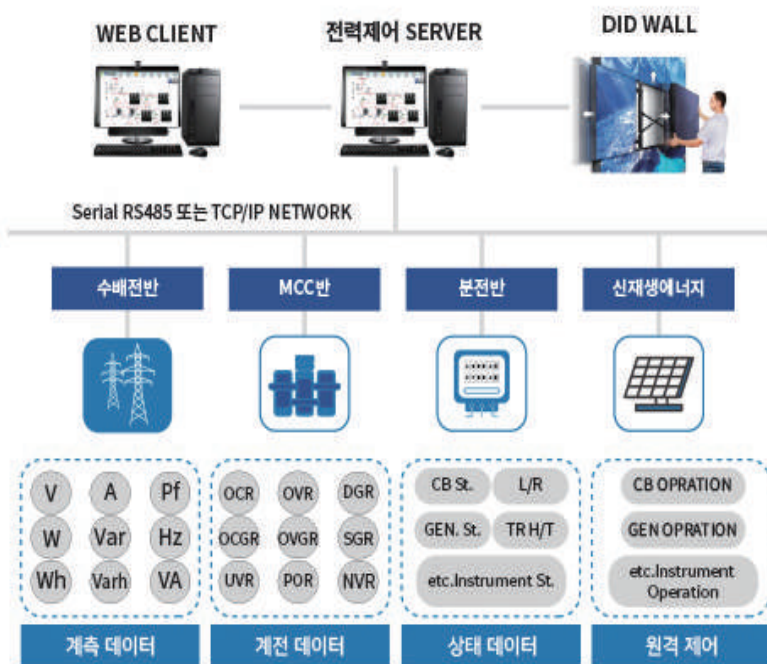 WEB CLIENT
전력제어 SERVER
DID WALL
Serial RS485 또는 TCP/IP NETWORK
수배전반
MCC반
분전반
신재생에너지
V A Pf
W Var Hz
Wh Varh VA
OCR OVR DGR
OCGR OVGR SGR
UVR POR NVR
CB St. L/R
GEN. St. TR H/T
etc.Instrument St.
CB OPRATION
GEN OPRATION
etc.Instrument
Operation
계측 데이터
계전 데이터
상태 데이터
원격 제어